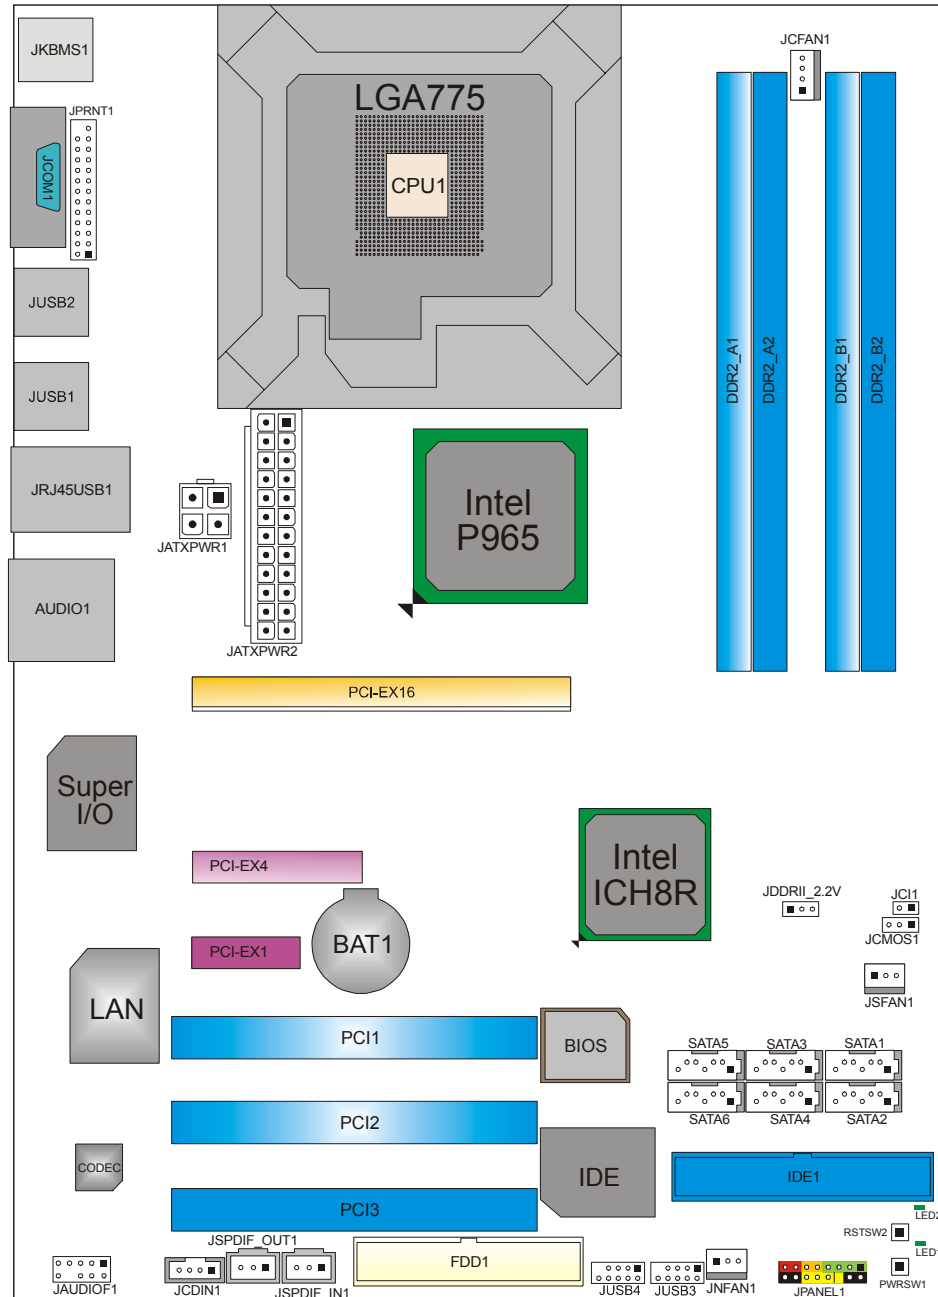 JKBMS1
JCFAN1
JPRNT1
LGA775
CPU1
JCOM1
JUSB2
JUSB1
DDR2_A1
DDR2_A2
DDR2_B1
DDR2_B2
JRJ45USB1
JATXPWR1
Intel
P965
AUDIO1
JATXPWR2
PCI-EX16
Super
I/O
PCI-EX4
Intel
ICH8R
JDDRII_2.2V
JCI1
JCMOS1
BAT1
PCI-EX1
LAN
JSFAN1
PCI1
BIOS
SATA5
SATA3
SATA1
SATA6
SATA4
SATA2
PCI2
CODEC
IDE
IDE1
PCI3
LED2
RSTSW2
JSPDIF_OUT1
FDD1
LED1
JAUDIOF1
JCDIN1
JSPDIF_IN1
JUSB4
JUSB3
JNFAN1
JPANEL1
PWRSW1